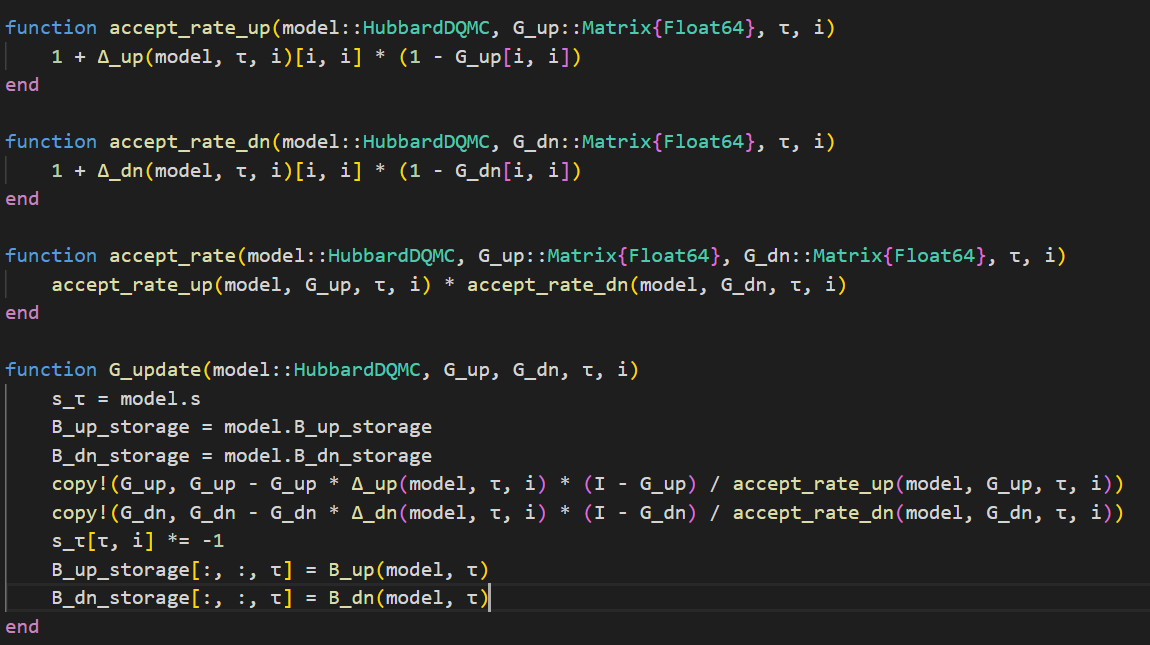 function accept_rate_up(model::HubbardDQMC, G_up::Matrix{Float64}, τ, i)
    1 + Δ_up(model, τ, i)[i, i] * (1 - G_up[i, i])
end

function accept_rate_dn(model::HubbardDQMC, G_dn::Matrix{Float64}, τ, i)
    1 + Δ_dn(model, τ, i)[i, i] * (1 - G_dn[i, i])
end

function accept_rate(model::HubbardDQMC, G_up::Matrix{Float64}, G_dn::Matrix{Float64}, τ, i)
    accept_rate_up(model, G_up, τ, i) * accept_rate_dn(model, G_dn, τ, i)
end

function G_update(model::HubbardDQMC, G_up, G_dn, τ, i)
    s_τ = model.s
    B_up_storage = model.B_up_storage
    B_dn_storage = model.B_dn_storage
    copy!(G_up, G_up - G_up * Δ_up(model, τ, i) * (I - G_up) / accept_rate_up(model, G_up, τ, i))
    copy!(G_dn, G_dn - G_dn * Δ_dn(model, τ, i) * (I - G_dn) / accept_rate_dn(model, G_dn, τ, i))
    s_τ[τ, i] *= -1
    B_up_storage[:, :, τ] = B_up(model, τ)
    B_dn_storage[:, :, τ] = B_dn(model, τ)
end